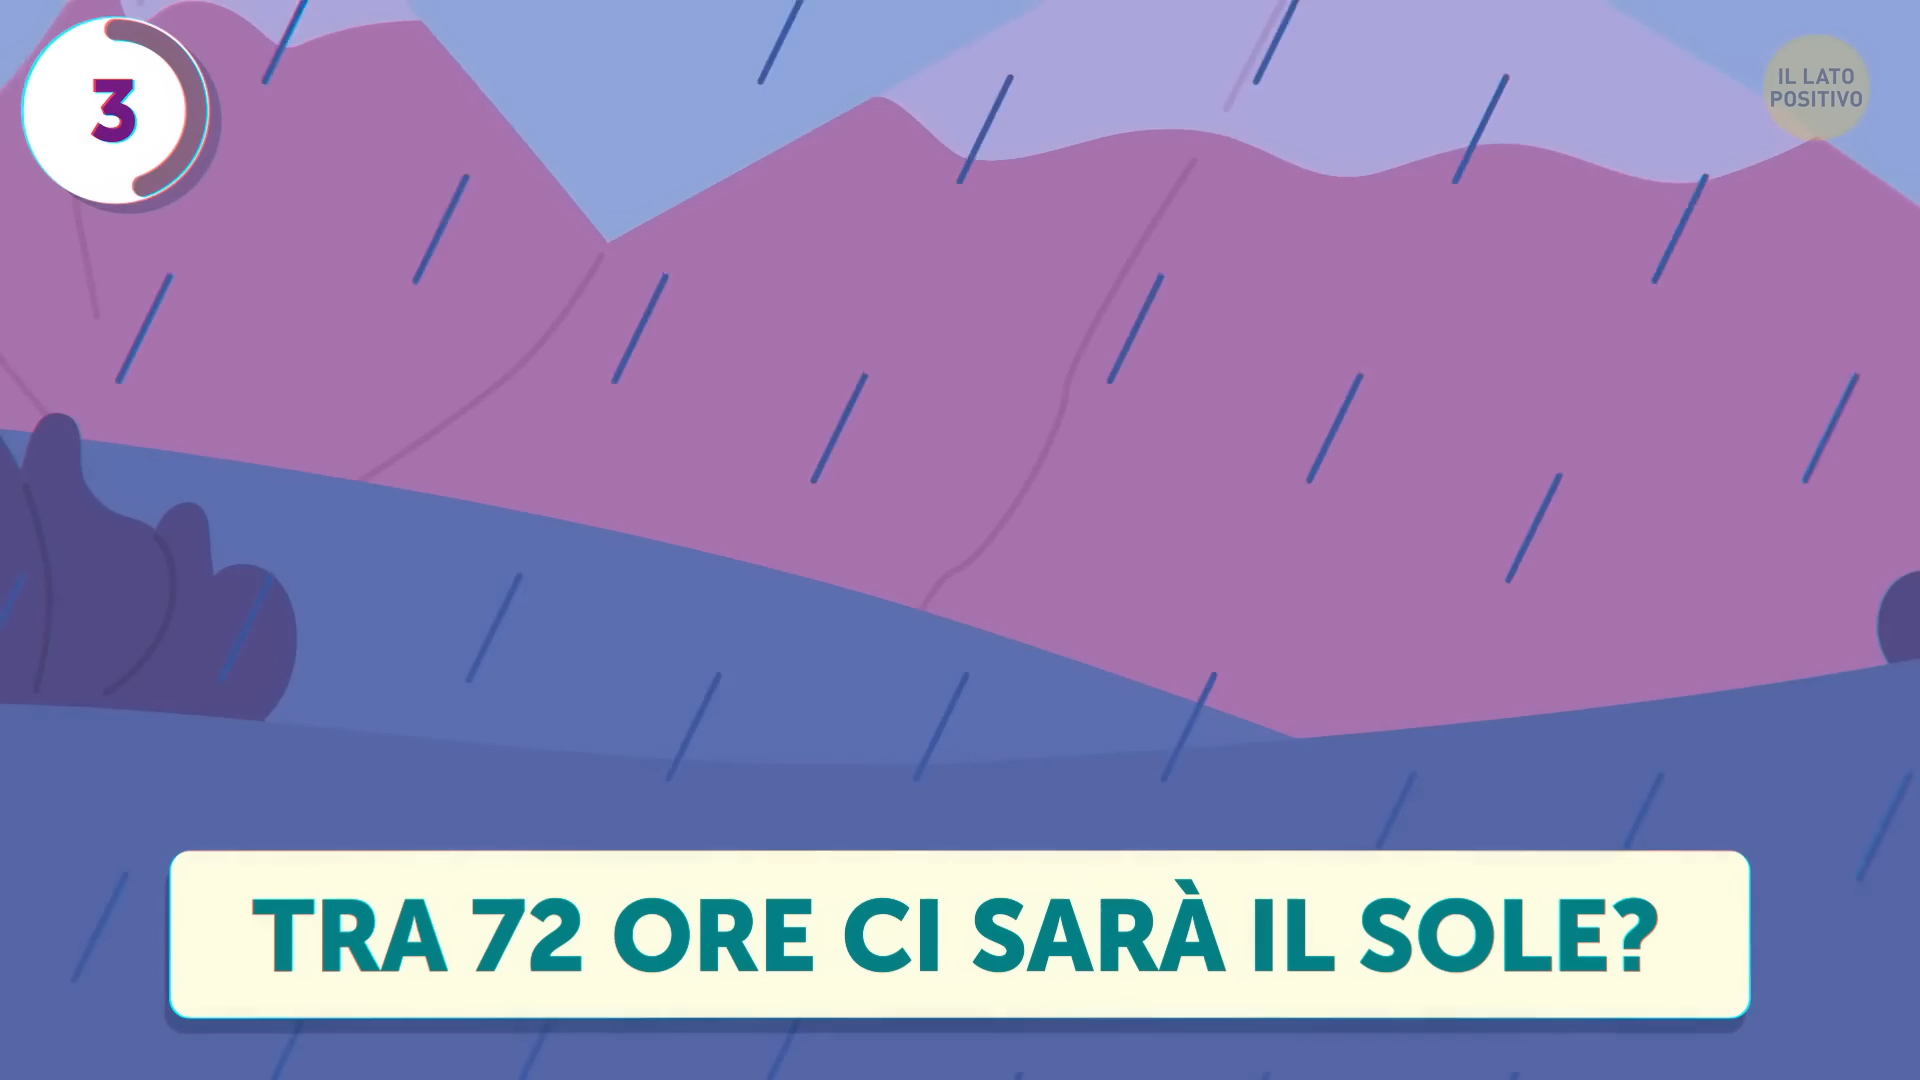 3
IL LATO
POSITIVO
TRA 72 ORE CI SARÀ IL SOLE?